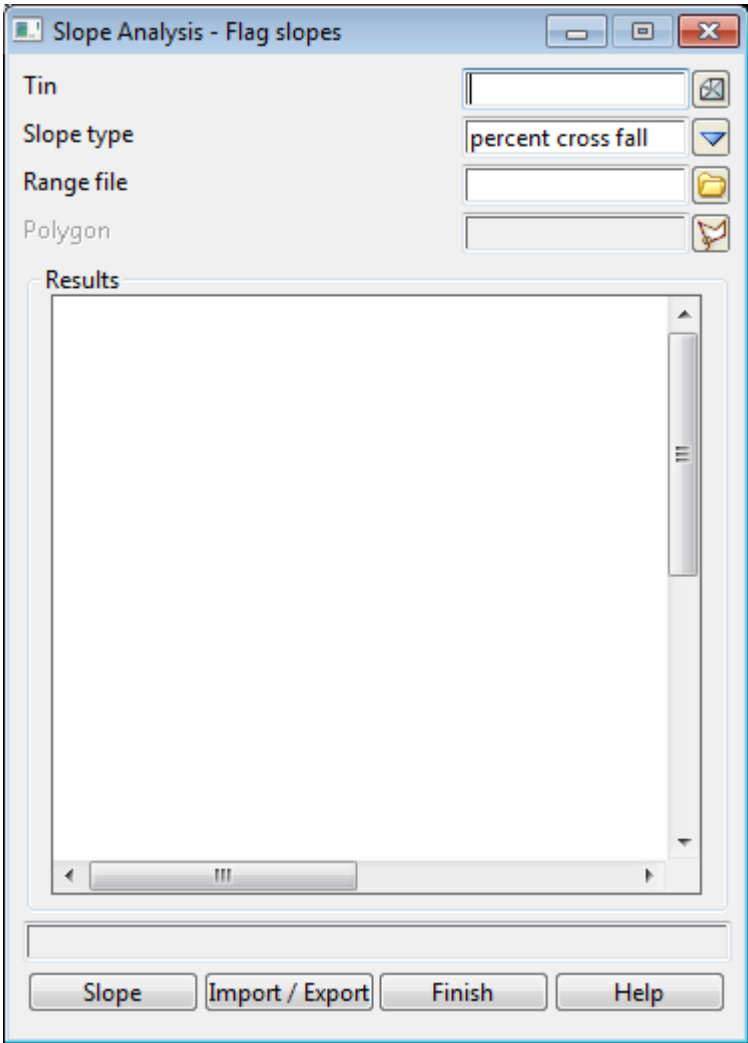 Slope Analysis - Flag slopes
Tin
Slope type percent cross fall
Range file
Polygon
Results
Slope Import / Export Finish Help